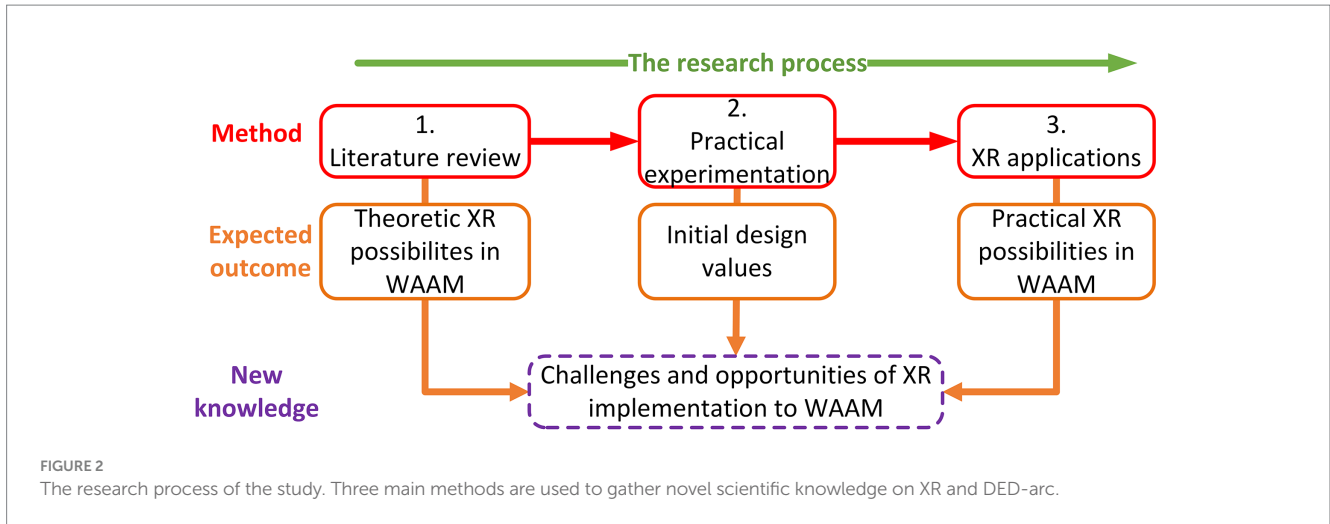 The research process
Method
1.
Literature review
2.
Practical
experimentation
3.
XR applications
Expected
outcome
Theoretic XR
possibilites in
WAAM
Initial design
values
Practical XR
possibilities in
WAAM
New
knowledge
Challenges and opportunities of XR
implementation to WAAM
FIGURE 2
The research process of the study. Three main methods are used to gather novel scientific knowledge on XR and DED-arc.